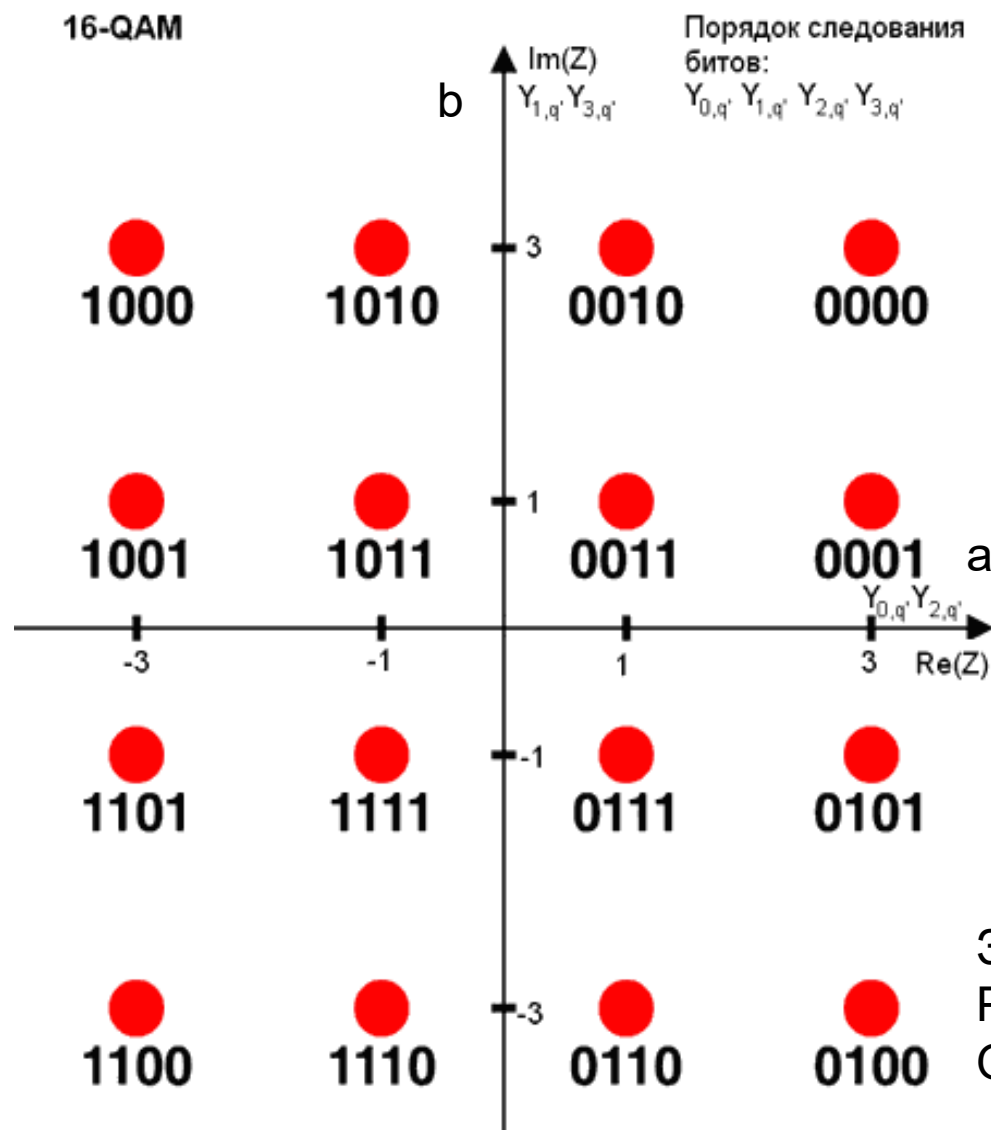 16-QAM
Порядок следования
битов:
Y0,q' Y1,q' Y2,q' Y3,q'
Im(Z)
b
Y1,q' Y3,q'
3
1000 1010 0010 0000
1
1001 1011 0011 0001
a
Y0,q' Y2,q'
-3 -1 1 3 Re(Z)
-1
1101 1111 0111 0101
-3
1100 1110 0110 0100